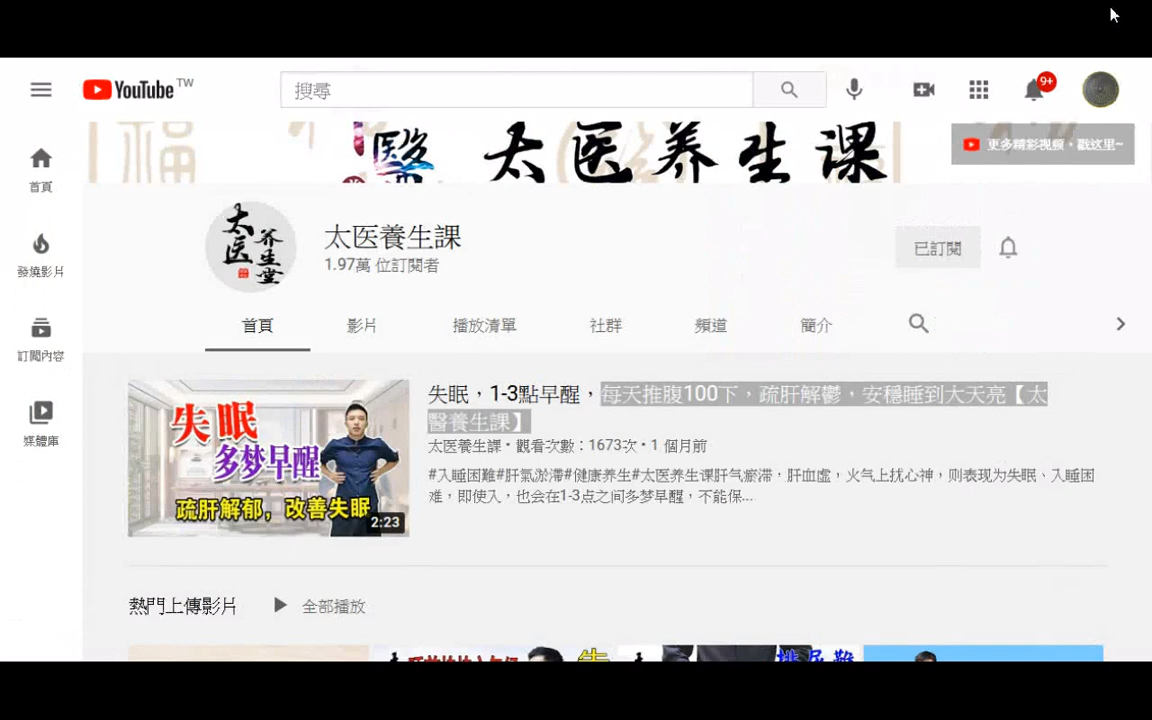 YouTube TW
搜尋
9+
太医养生课
更多精彩视频，戳这里~
首頁
發燒影片
訂閱內容
媒體庫
太医养生堂
太医養生課
1.97萬 位訂閱者
已訂閱
首頁 影片 播放清單 社群 頻道 簡介
失眠
多梦早醒
疏肝解郁，改善失眠
2:23
失眠，1-3點早醒，每天推腹100下，疏肝解鬱，安穩睡到大天亮【太
醫養生課】
太医養生課 • 觀看次數：1673次 • 1 個月前
#入睡困難#肝氣淤滯#健康养生#太医养生课肝气瘀滞，肝血虚，火气上扰心神，则表现为失眠、入睡困
难，即使入，也会在1-3点之间多梦早醒，不能保...
熱門上傳影片
全部播放